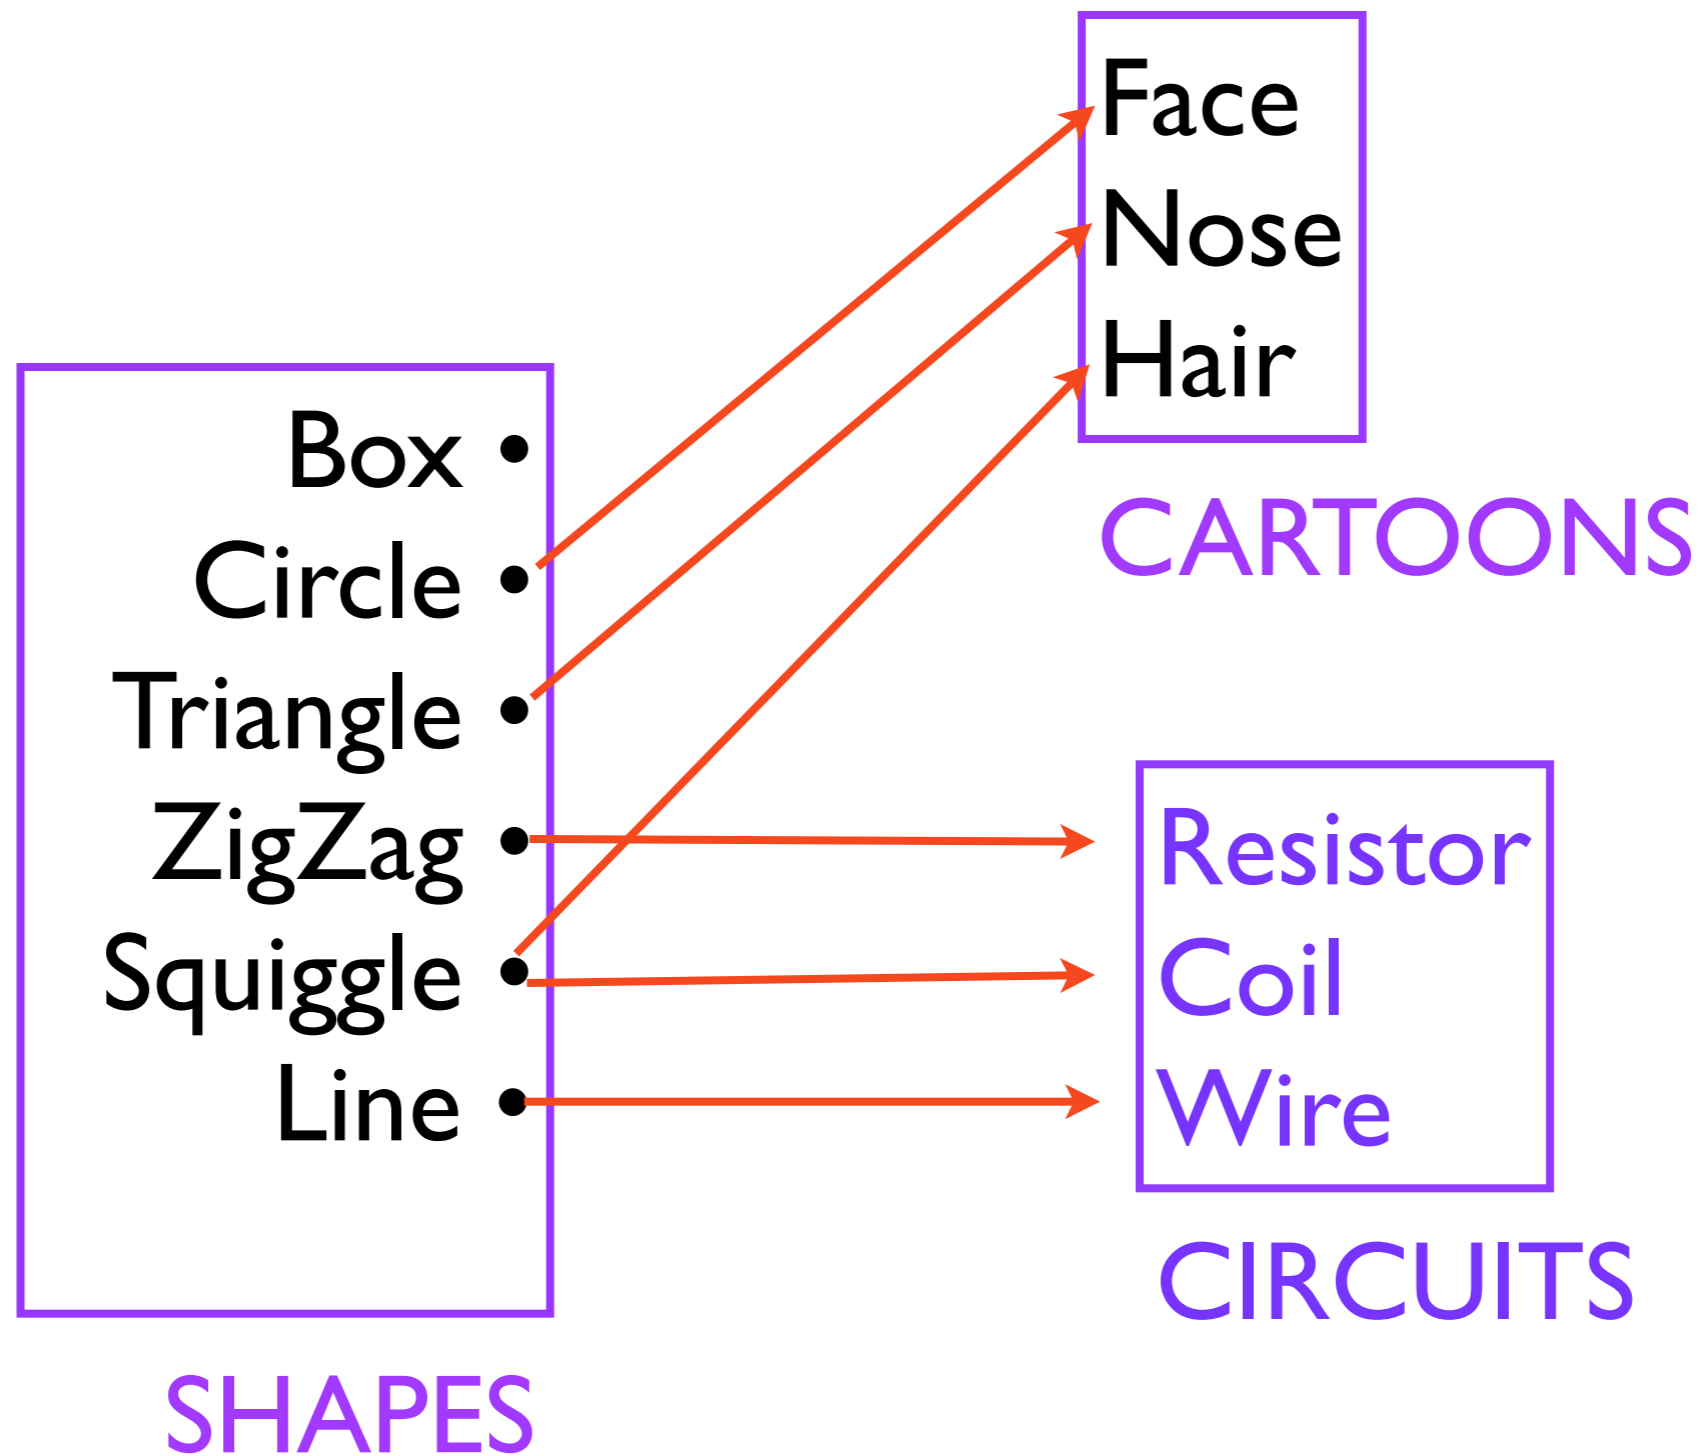 Face
Nose
Hair
CARTOONS
Box
Circle
Triangle
ZigZag
Squiggle
Line
SHAPES
Resistor
Coil
Wire
CIRCUITS